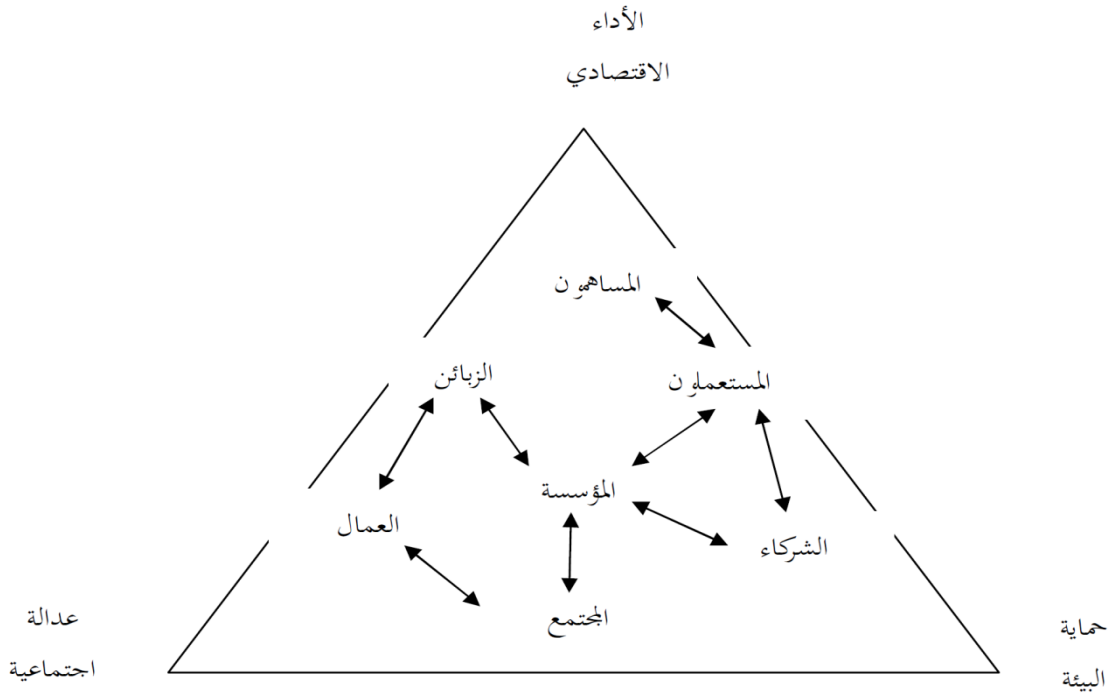 الأداء
الاقتصادي
المساهمون
الزبائن
المستعملون
المؤسسة
العمال
الشركاء
المجتمع
عدالة
اجتماعية
حماية
البيئة